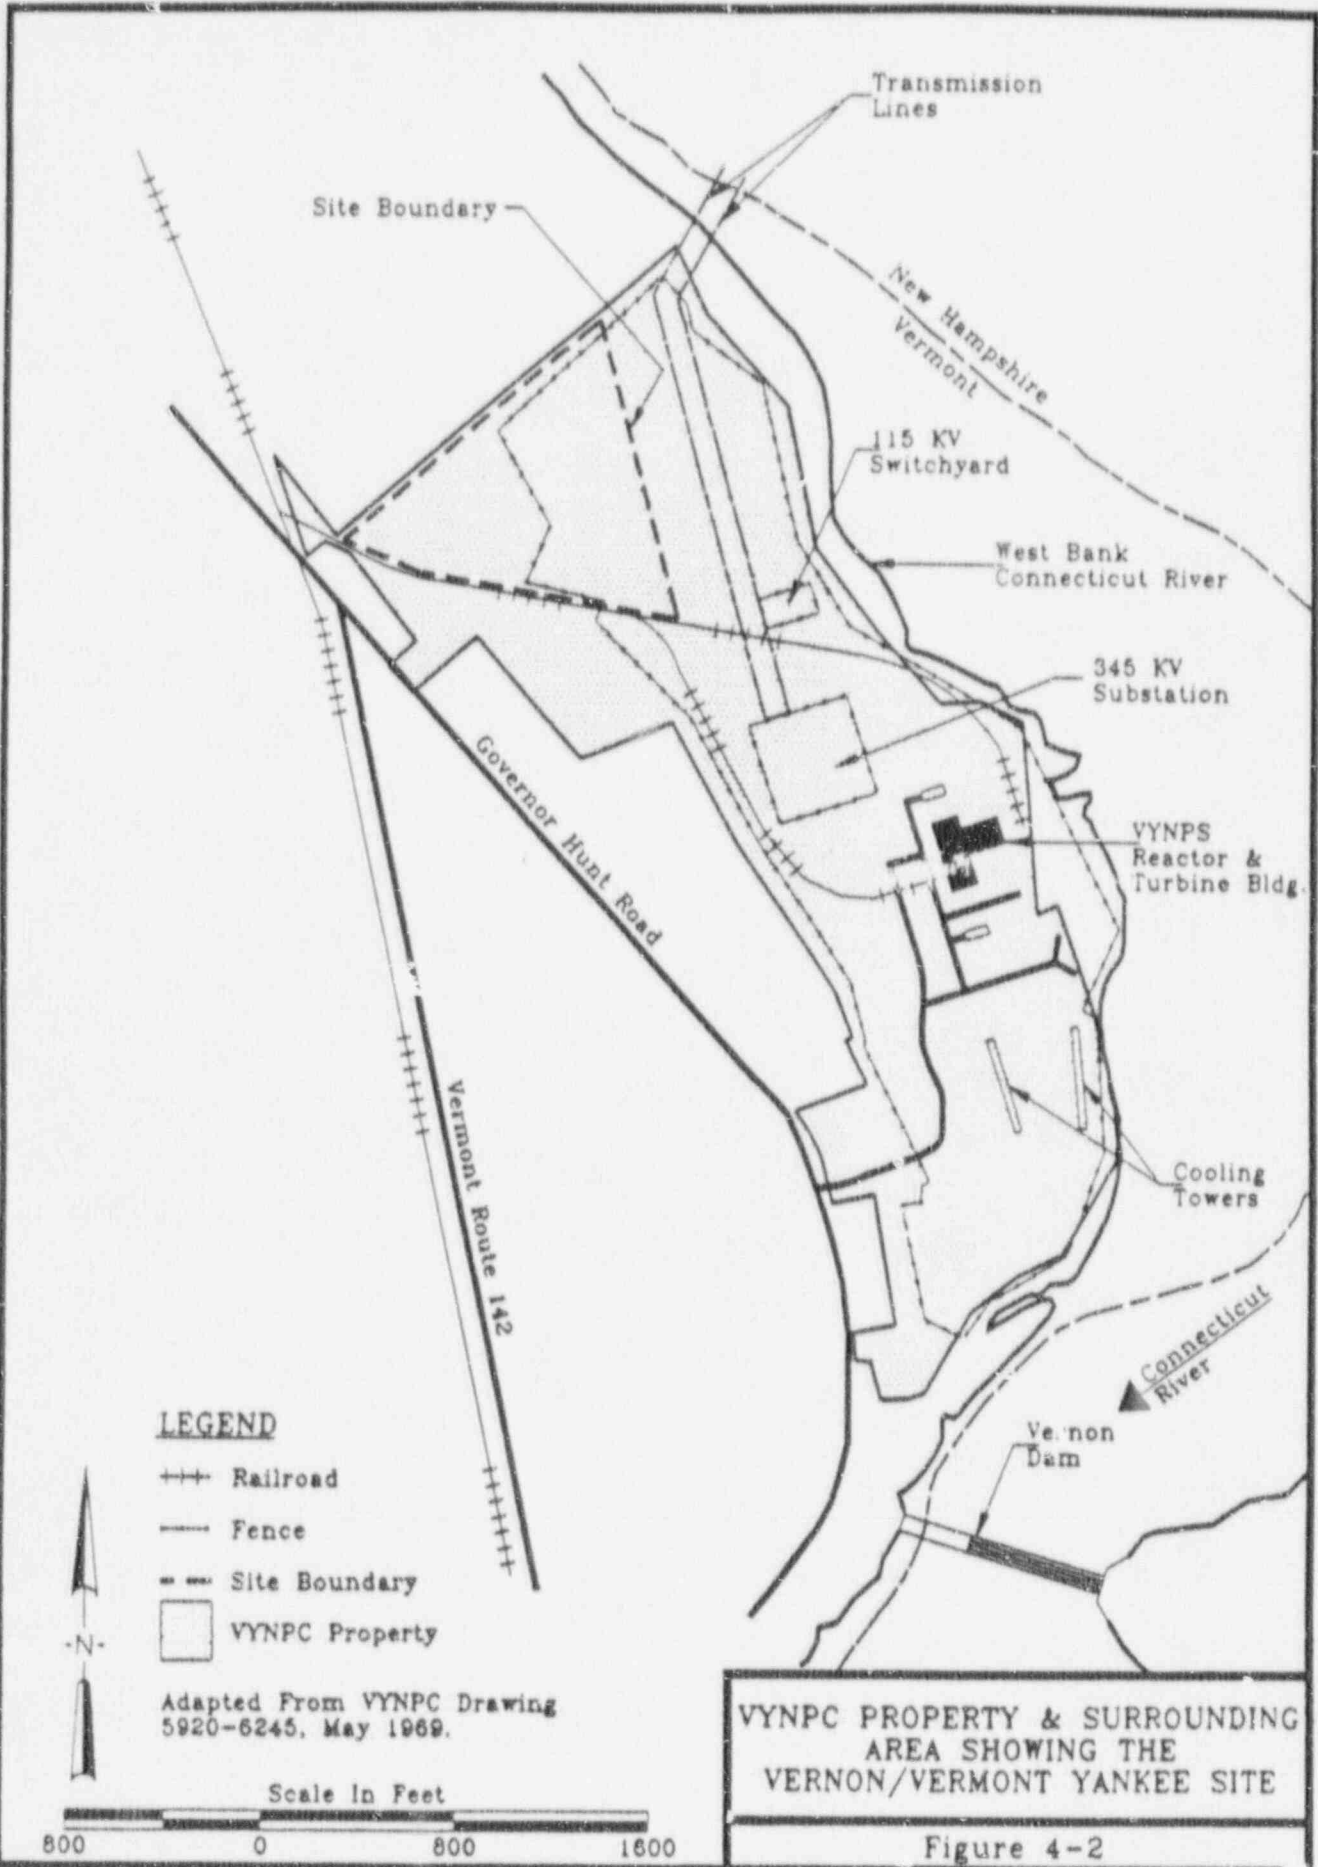 Transmission
Lines
Site Boundary
New Hampshire
Vermont
115 KV
Switchyard
West Bank
Connecticut River
345 KV
Substation
Governor Hunt Road
VYNPS
Reactor &
Turbine Bldg.
Vermont Route 142
Cooling
Towers
Connecticut
River
Vernon
Dam
LEGEND
Railroad
Fence
Site Boundary
VYNPC Property
-N-
Adapted From VYNPC Drawing
5920-6245, May 1969.
Scale In Feet
800 0 800 1600
VYNPC PROPERTY & SURROUNDING
AREA SHOWING THE
VERNON/VERMONT YANKEE SITE
Figure 4-2